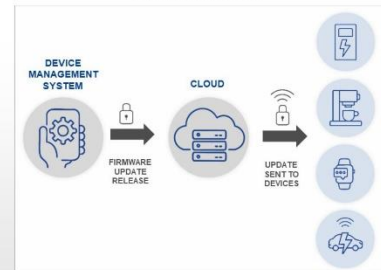 DEVICE
MANAGEMENT
SYSTEM
CLOUD
FIRMWARE
UPDATE
RELEASE
UPDATE
SENT TO
DEVICES